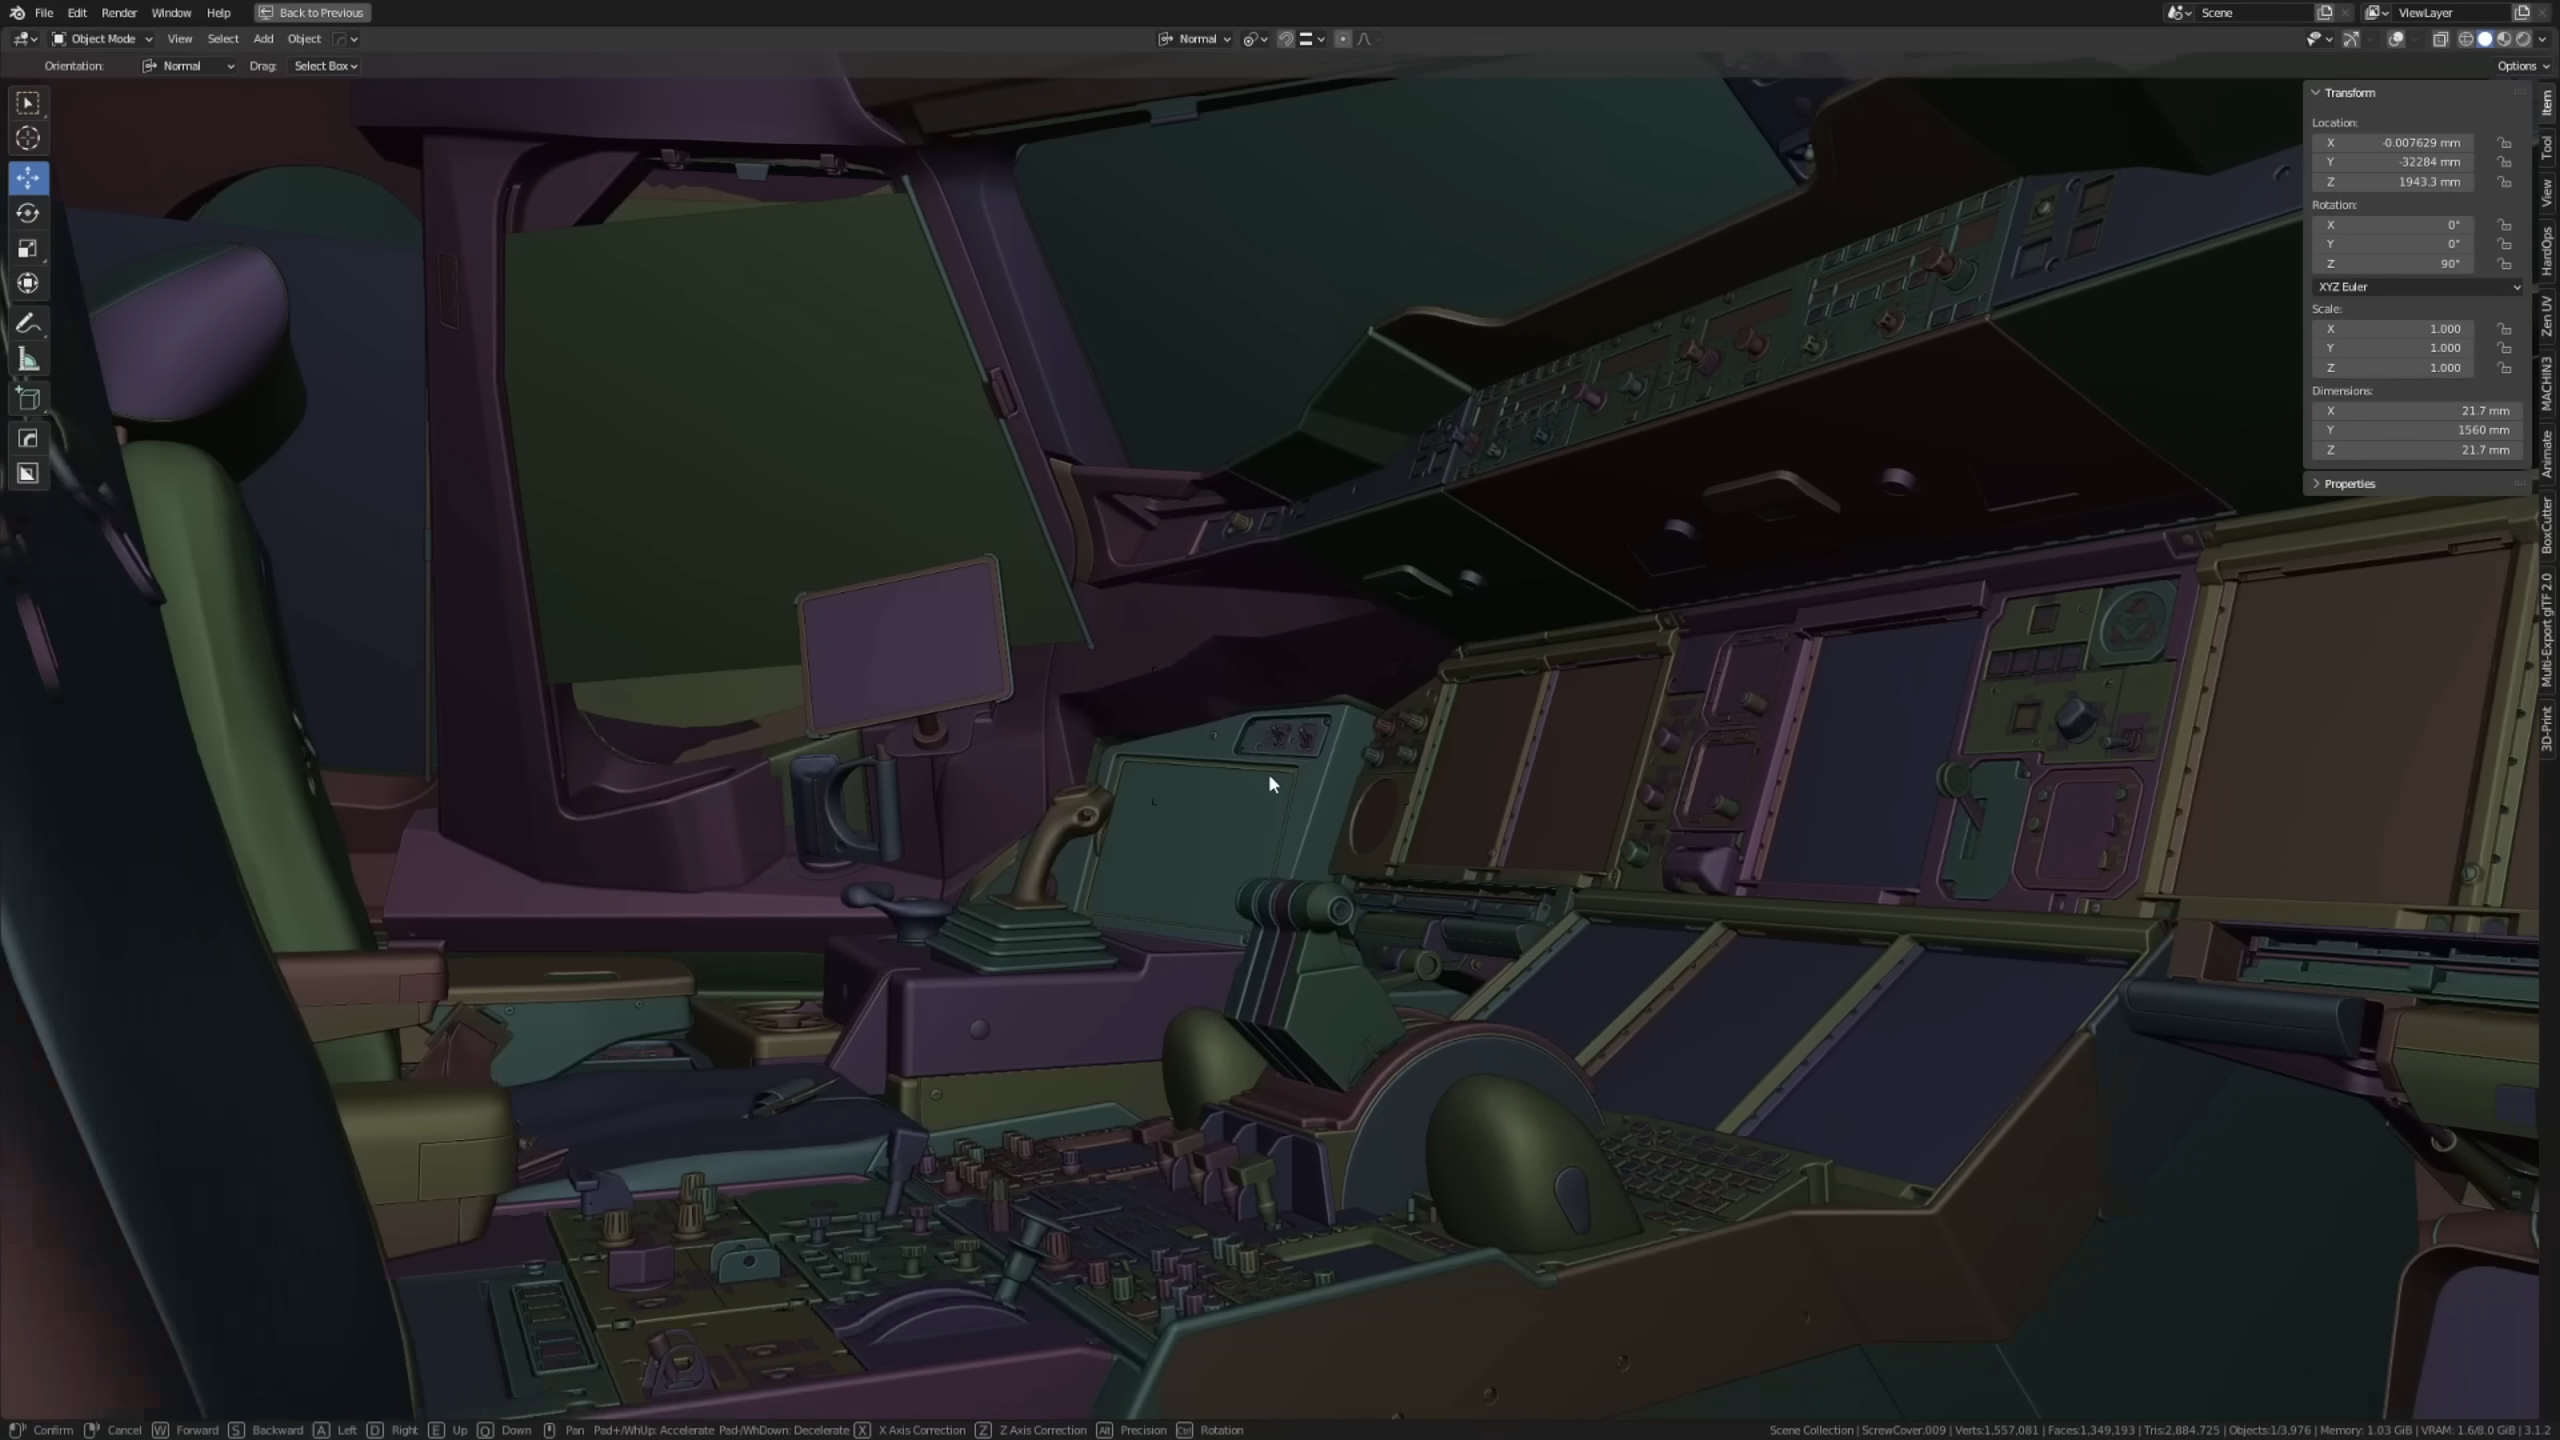 File Edit Render Window Help Back to Previous Scene ViewLayer
Object Mode View Select Add Object Normal
Orientation: Normal Drag: Select Box Options
Transform
Location:
X -0.007629 mm
Y -32284 mm
Z 1943.3 mm
Rotation:
X 0°
Y 0°
Z 90°
XYZ Euler
Scale:
X 1.000
Y 1.000
Z 1.000
Dimensions:
X 21.7 mm
Y 1560 mm
Z 21.7 mm
Properties
Item
Tool
View
HardOps
Zen UV
MACHIN3
Animate
BoxCutter
Multi-Export glTF 2.0
3D-Print
Confirm Cancel W Forward S Backward A Left D Right E Up Q Down Pan Pad+/WhUp: Accelerate Pad-/WhDown: Decelerate X X Axis Correction Z Z Axis Correction Alt Precision Ctrl Rotation Scene Collection | ScrewCover.009 | Verts:1,557,081 | Faces:1,349,193 | Tris:2,884,725 | Objects:1/3,976 | Memory: 1.03 GiB | VRAM: 1.6/8.0 GiB | 3.1.2